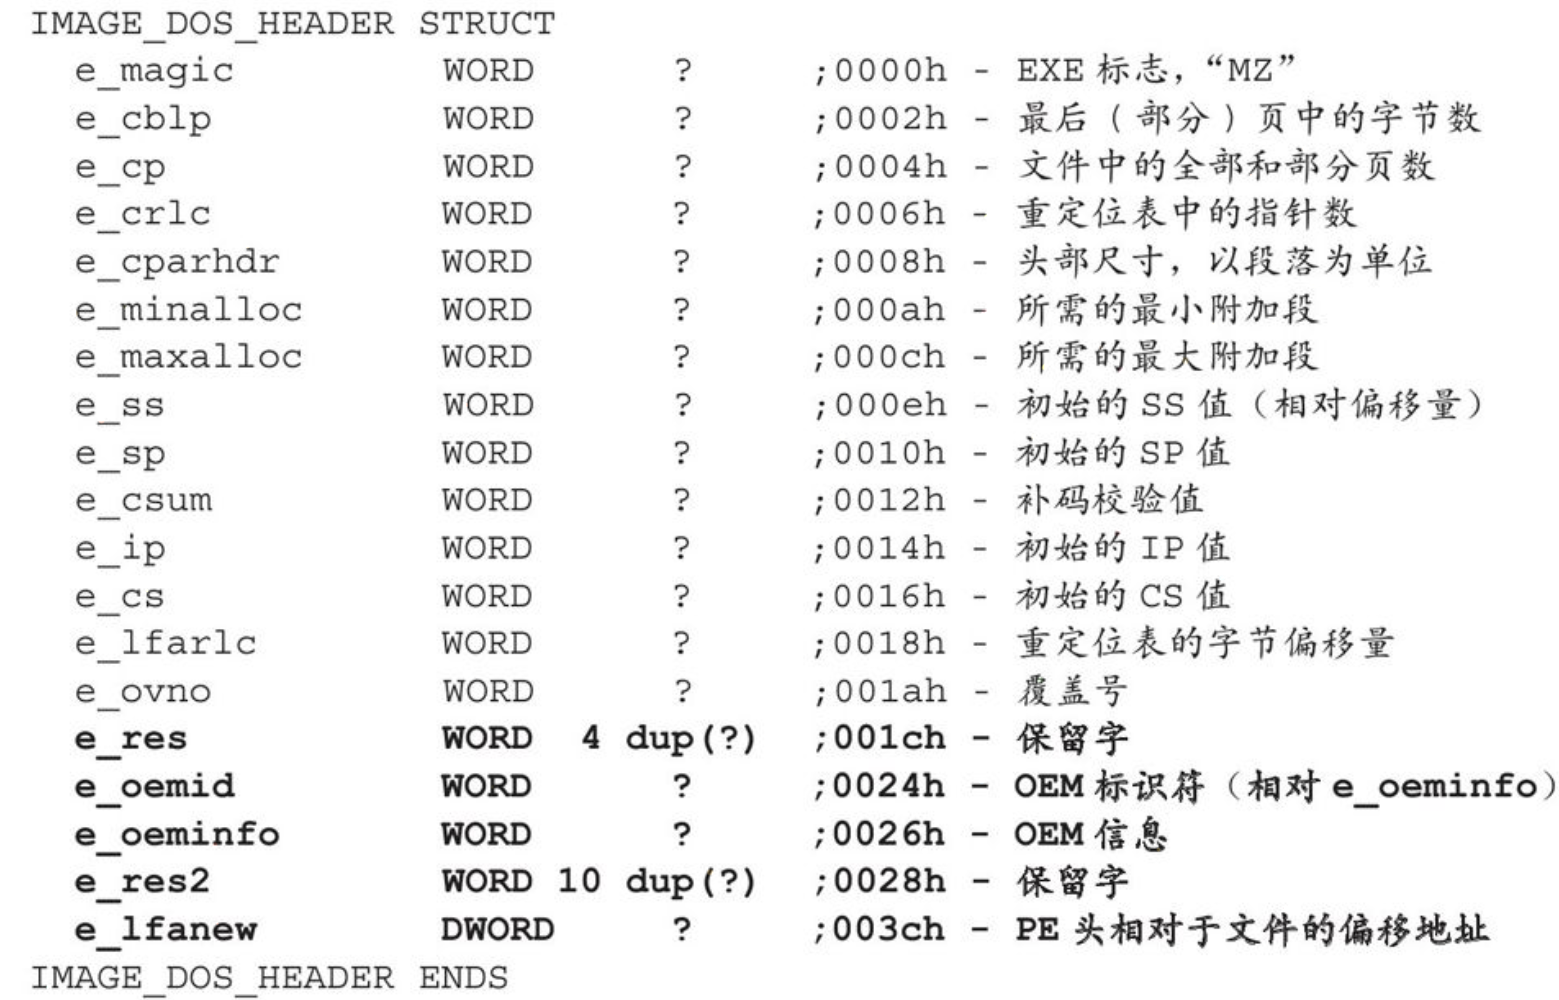 IMAGE_DOS_HEADER STRUCT
e_magic WORD ? ;0000h - EXE 标志，“MZ”
e_cblp WORD ? ;0002h - 最后（部分）页中的字节数
e_cp WORD ? ;0004h - 文件中的全部和部分页数
e_crlc WORD ? ;0006h - 重定位表中的指针数
e_cparhdr WORD ? ;0008h - 头部尺寸，以段落为单位
e_minalloc WORD ? ;000ah - 所需的最小附加段
e_maxalloc WORD ? ;000ch - 所需的最大附加段
e_ss WORD ? ;000eh - 初始的 SS 值（相对偏移量）
e_sp WORD ? ;0010h - 初始的 SP 值
e_csum WORD ? ;0012h - 补码校验值
e_ip WORD ? ;0014h - 初始的 IP 值
e_cs WORD ? ;0016h - 初始的 CS 值
e_lfarlc WORD ? ;0018h - 重定位表的字节偏移量
e_ovno WORD ? ;001ah - 覆盖号
e_res WORD 4 dup(?) ;001ch - 保留字
e_oemid WORD ? ;0024h - OEM 标识符（相对 e_oeminfo）
e_oeminfo WORD ? ;0026h - OEM 信息
e_res2 WORD 10 dup(?) ;0028h - 保留字
e_lfanew DWORD ? ;003ch - PE 头相对于文件的偏移地址
IMAGE_DOS_HEADER ENDS